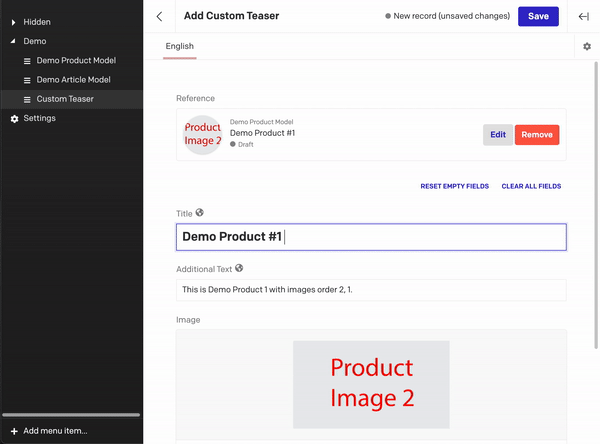 Hidden
Demo
Demo Product Model
Demo Article Model
Custom Teaser
Settings
Add menu item...
Add Custom Teaser
New record (unsaved changes)
Save
English
Reference
Product
Image 2
Demo Product Model
Demo Product #1
Draft
Edit
Remove
RESET EMPTY FIELDS
CLEAR ALL FIELDS
Title
Demo Product #1
Additional Text
This is Demo Product 1 with images order 2, 1.
Image
Product
Image 2